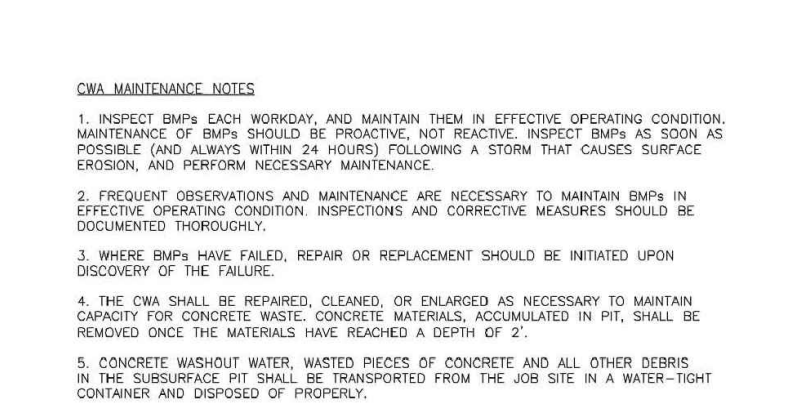 CWA MAINTENANCE NOTES
1. INSPECT BMPs EACH WORKDAY, AND MAINTAIN THEM IN EFFECTIVE OPERATING CONDITION.
MAINTENANCE OF BMPs SHOULD BE PROACTIVE, NOT REACTIVE. INSPECT BMPs AS SOON AS
POSSIBLE (AND ALWAYS WITHIN 24 HOURS) FOLLOWING A STORM THAT CAUSES SURFACE
EROSION, AND PERFORM NECESSARY MAINTENANCE.
2. FREQUENT OBSERVATIONS AND MAINTENANCE ARE NECESSARY TO MAINTAIN BMPs IN
EFFECTIVE OPERATING CONDITION. INSPECTIONS AND CORRECTIVE MEASURES SHOULD BE
DOCUMENTED THOROUGHLY.
3. WHERE BMPs HAVE FAILED, REPAIR OR REPLACEMENT SHOULD BE INITIATED UPON
DISCOVERY OF THE FAILURE.
4. THE CWA SHALL BE REPAIRED, CLEANED, OR ENLARGED AS NECESSARY TO MAINTAIN
CAPACITY FOR CONCRETE WASTE. CONCRETE MATERIALS, ACCUMULATED IN PIT, SHALL BE
REMOVED ONCE THE MATERIALS HAVE REACHED A DEPTH OF 2'.
5. CONCRETE WASHOUT WATER, WASTED PIECES OF CONCRETE AND ALL OTHER DEBRIS
IN THE SUBSURFACE PIT SHALL BE TRANSPORTED FROM THE JOB SITE IN A WATER-TIGHT
CONTAINER AND DISPOSED OF PROPERLY.